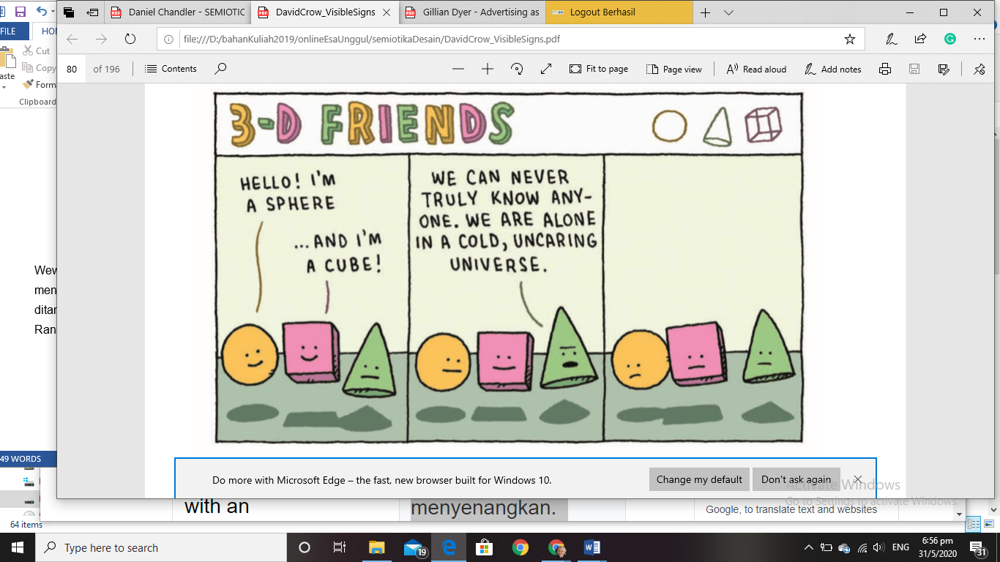 Daniel Chandler - SEMIOTIC
DavidCrow_VisibleSigns
Gillian Dyer - Advertising as
Logout Berhasil
FILE
file:///D:/bahanKuliah2019/onlineEsaUnggul/semiotikaDesain/DavidCrow_VisibleSigns.pdf
Cut
Copy
Form
Clipboard
80 of 196
Contents
Fit to page
Page view
Read aloud
Add notes
3-D FRIENDS
HELLO! I'M
A SPHERE
...AND I'M
A CUBE!
WE CAN NEVER
TRULY KNOW ANY-
ONE. WE ARE ALONE
IN A COLD, UNCARING
UNIVERSE.
Wew
men
ditar
Ran
49 WORDS
Do more with Microsoft Edge – the fast, new browser built for Windows 10.
Change my default
Don't ask again
Activate Windows
Go to Settings to activate Windows.
with an
menyenangkan.
Google, to translate text and websites
64 items
Type here to search
19
ENG
6:56 pm
31/5/2020
31